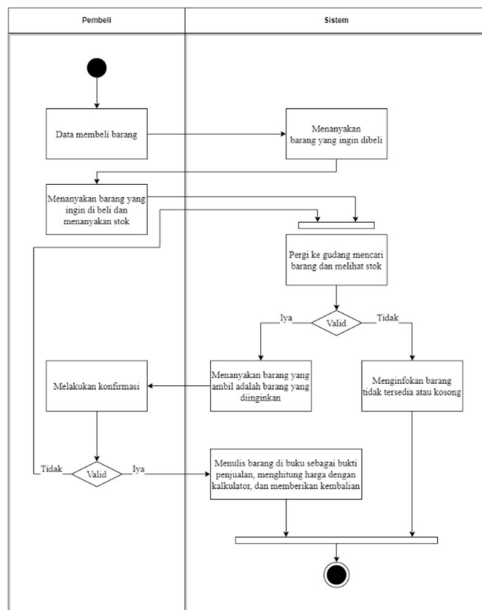 Pembeli
Sistem
Data membeli barang
Menanyakan
barang yang ingin dibeli
Menanyakan barang yang
ingin di beli dan
menanyakan stok
Pergi ke gudang mencari
barang dan melihat stok
Iya
Valid
Tidak
Melakukan konfirmasi
Menanyakan barang yang
ambil adalah barang yang
diinginkan
Menginfokan barang
tidak tersedia atau kosong
Tidak
Valid
Iya
Menulis barang di buku sebagai bukti
penjualan, menghitung harga dengan
kalkulator, dan memberikan kembalian